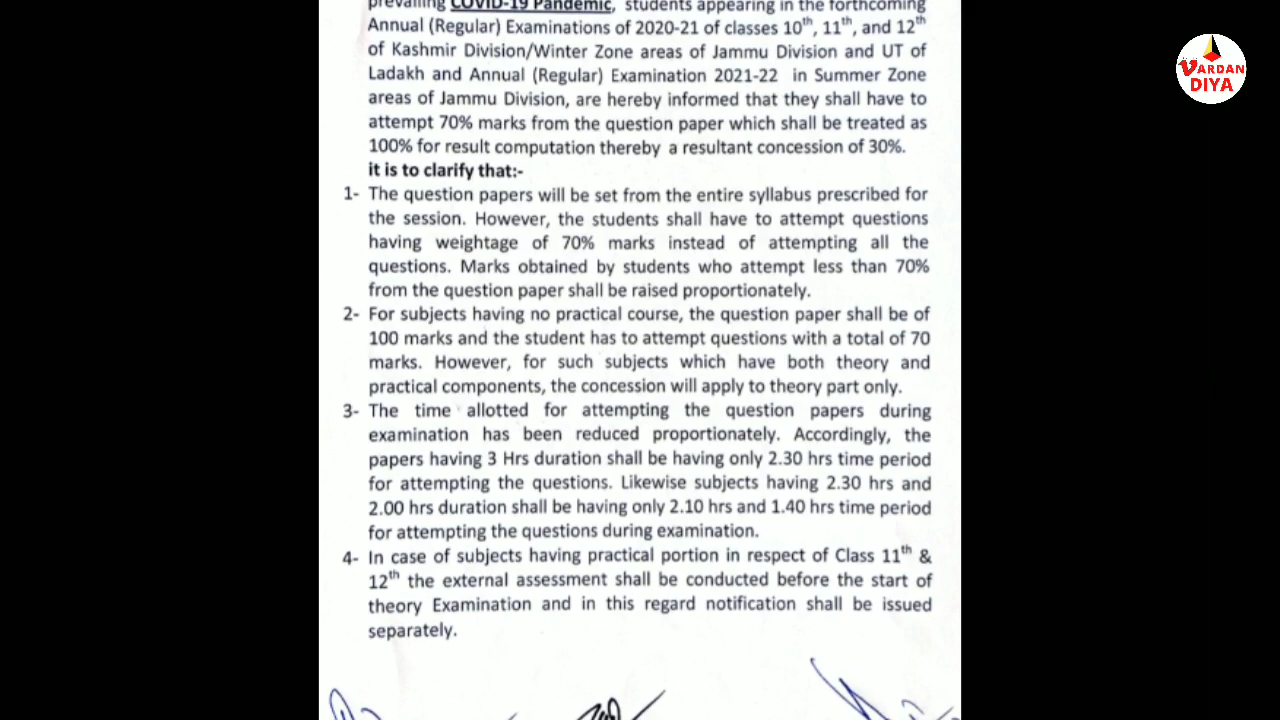 prevailing COVID-19 Pandemic, students appearing in the forthcoming
Annual (Regular) Examinations of 2020-21 of classes 10th, 11th, and 12th
of Kashmir Division/Winter Zone areas of Jammu Division and UT of
Ladakh and Annual (Regular) Examination 2021-22 in Summer Zone
areas of Jammu Division, are hereby informed that they shall have to
attempt 70% marks from the question paper which shall be treated as
100% for result computation thereby a resultant concession of 30%.
it is to clarify that:-
1- The question papers will be set from the entire syllabus prescribed for
the session. However, the students shall have to attempt questions
having weightage of 70% marks instead of attempting all the
questions. Marks obtained by students who attempt less than 70%
from the question paper shall be raised proportionately.
2- For subjects having no practical course, the question paper shall be of
100 marks and the student has to attempt questions with a total of 70
marks. However, for such subjects which have both theory and
practical components, the concession will apply to theory part only.
3- The time allotted for attempting the question papers during
examination has been reduced proportionately. Accordingly, the
papers having 3 Hrs duration shall be having only 2.30 hrs time period
for attempting the questions. Likewise subjects having 2.30 hrs and
2.00 hrs duration shall be having only 2.10 hrs and 1.40 hrs time period
for attempting the questions during examination.
4- In case of subjects having practical portion in respect of Class 11th &
12th the external assessment shall be conducted before the start of
theory Examination and in this regard notification shall be issued
separately.
VARDAN
DIYA